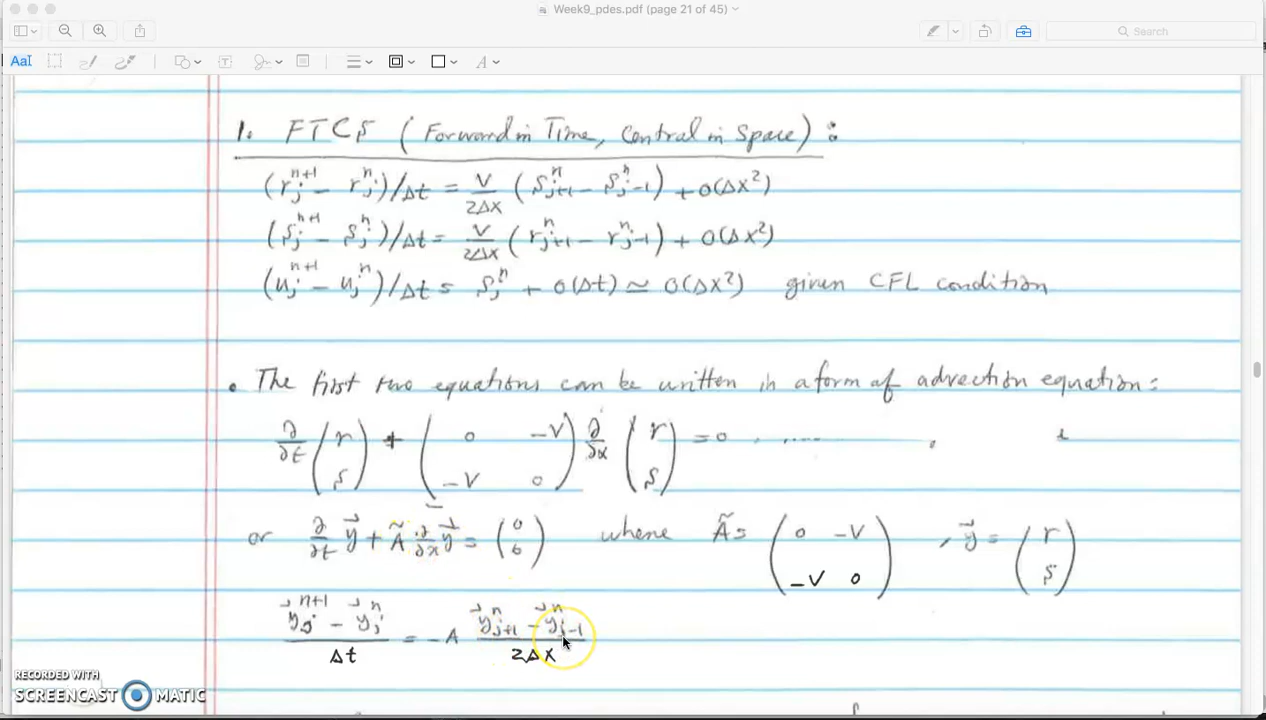 Week9_pdes.pdf (page 21 of 45)
Search
AaI
1. FTCS (Forward in Time, Central in Space):
(r_j^{n+1} - r_j^n)/Δt = V/2Δx (S_{j+1}^n - S_{j-1}^n) + O(Δx²)
(S_j^{n+1} - S_j^n)/Δt = V/2Δx (r_{j+1}^n - r_{j-1}^n) + O(Δx²)
(u_j^{n+1} - u_j^n)/Δt = S_j^n + O(Δt) ≃ O(Δx²) given CFL condition
• The first two equations can be written in a form of advection equation:
∂/∂t (r S) + (0 -V -V 0) ∂/∂x (r S) = 0 , .....
or ∂/∂t y⃗ + Ã ∂/∂x y⃗ = (0 0) where Ã = (0 -V -V 0) , y⃗ = (r S)
(y⃗_j^{n+1} - y⃗_j^n)/Δt = -A (y⃗_{j+1}^n - y⃗_{j-1}^n)/2Δx
RECORDED WITH
SCREENCAST MATIC